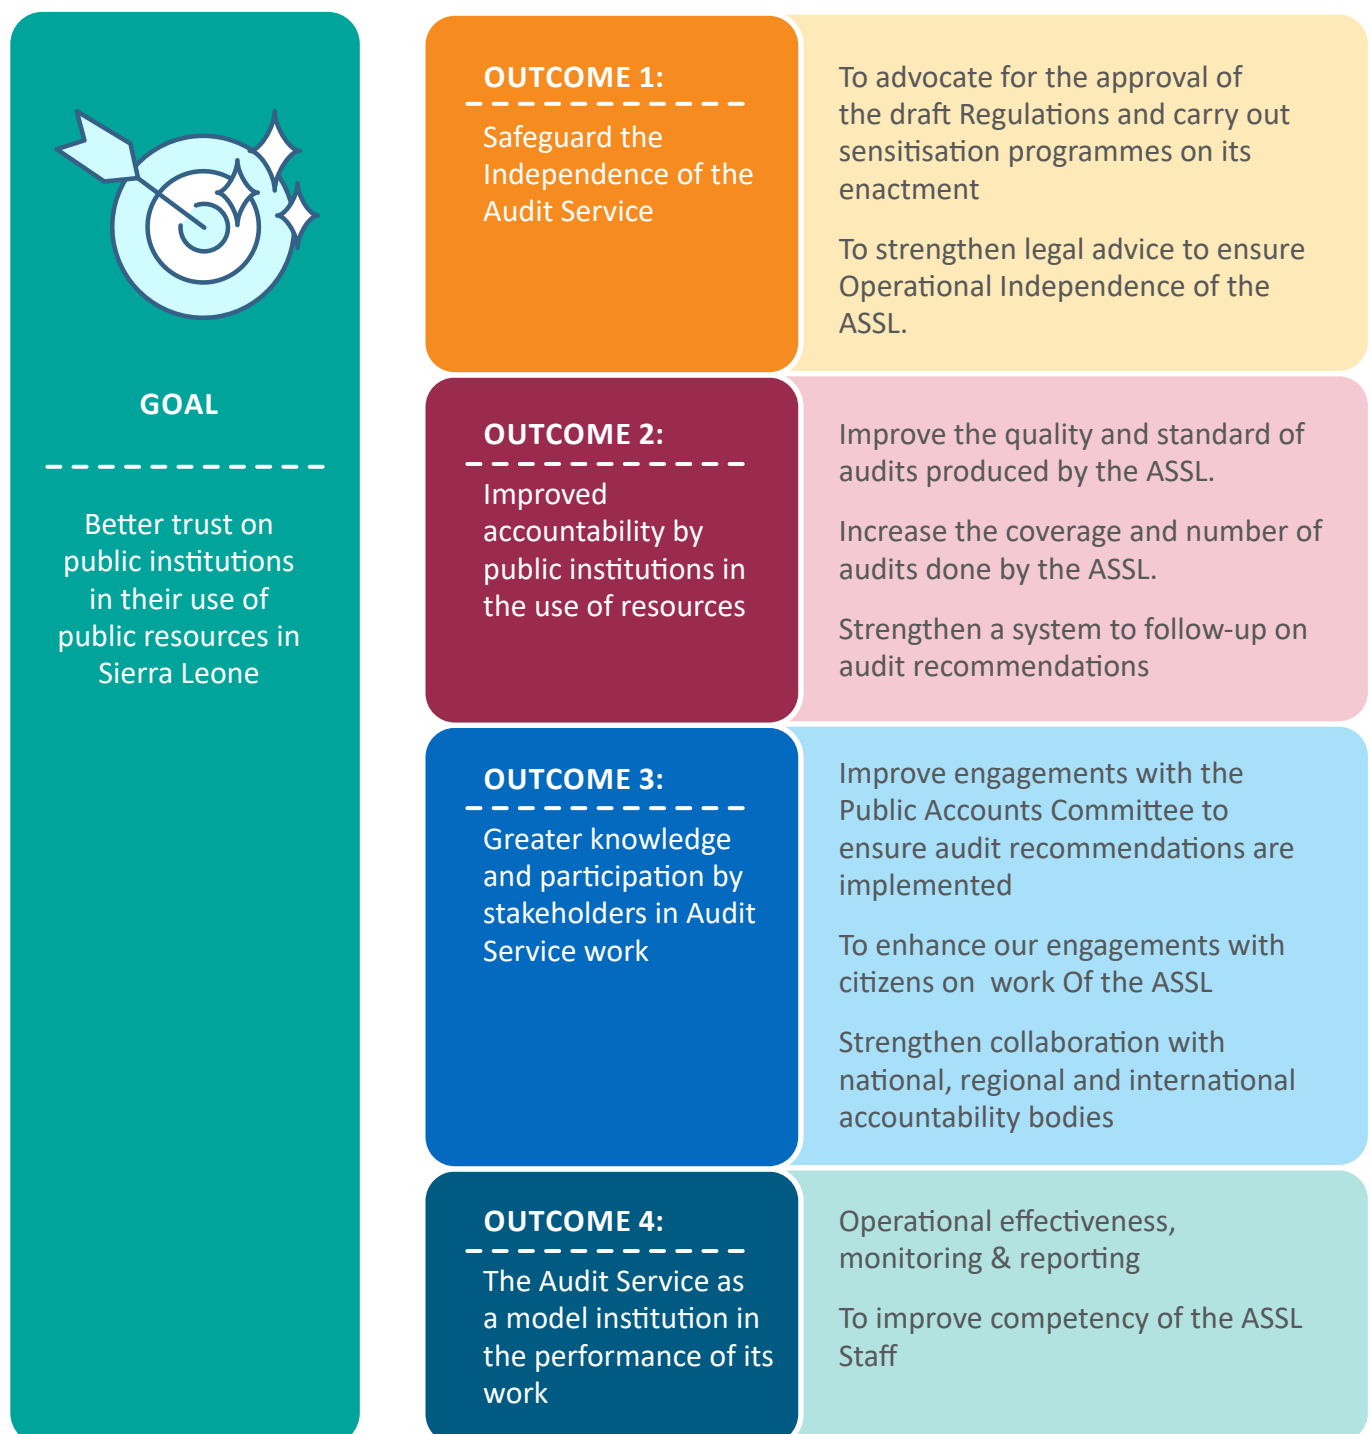 GOAL
Better trust on
public institutions
in their use of
public resources in
Sierra Leone
OUTCOME 1:
Safeguard the
Independence of the
Audit Service
To advocate for the approval of
the draft Regulations and carry out
sensitisation programmes on its
enactment
To strengthen legal advice to ensure
Operational Independence of the
ASSL.
OUTCOME 2:
Improved
accountability by
public institutions in
the use of resources
Improve the quality and standard of
audits produced by the ASSL.
Increase the coverage and number of
audits done by the ASSL.
Strengthen a system to follow-up on
audit recommendations
OUTCOME 3:
Greater knowledge
and participation by
stakeholders in Audit
Service work
Improve engagements with the
Public Accounts Committee to
ensure audit recommendations are
implemented
To enhance our engagements with
citizens on  work Of the ASSL
Strengthen collaboration with
national, regional and international
accountability bodies
OUTCOME 4:
The Audit Service as
a model institution in
the performance of its
work
Operational effectiveness,
monitoring & reporting
To improve competency of the ASSL
Staff